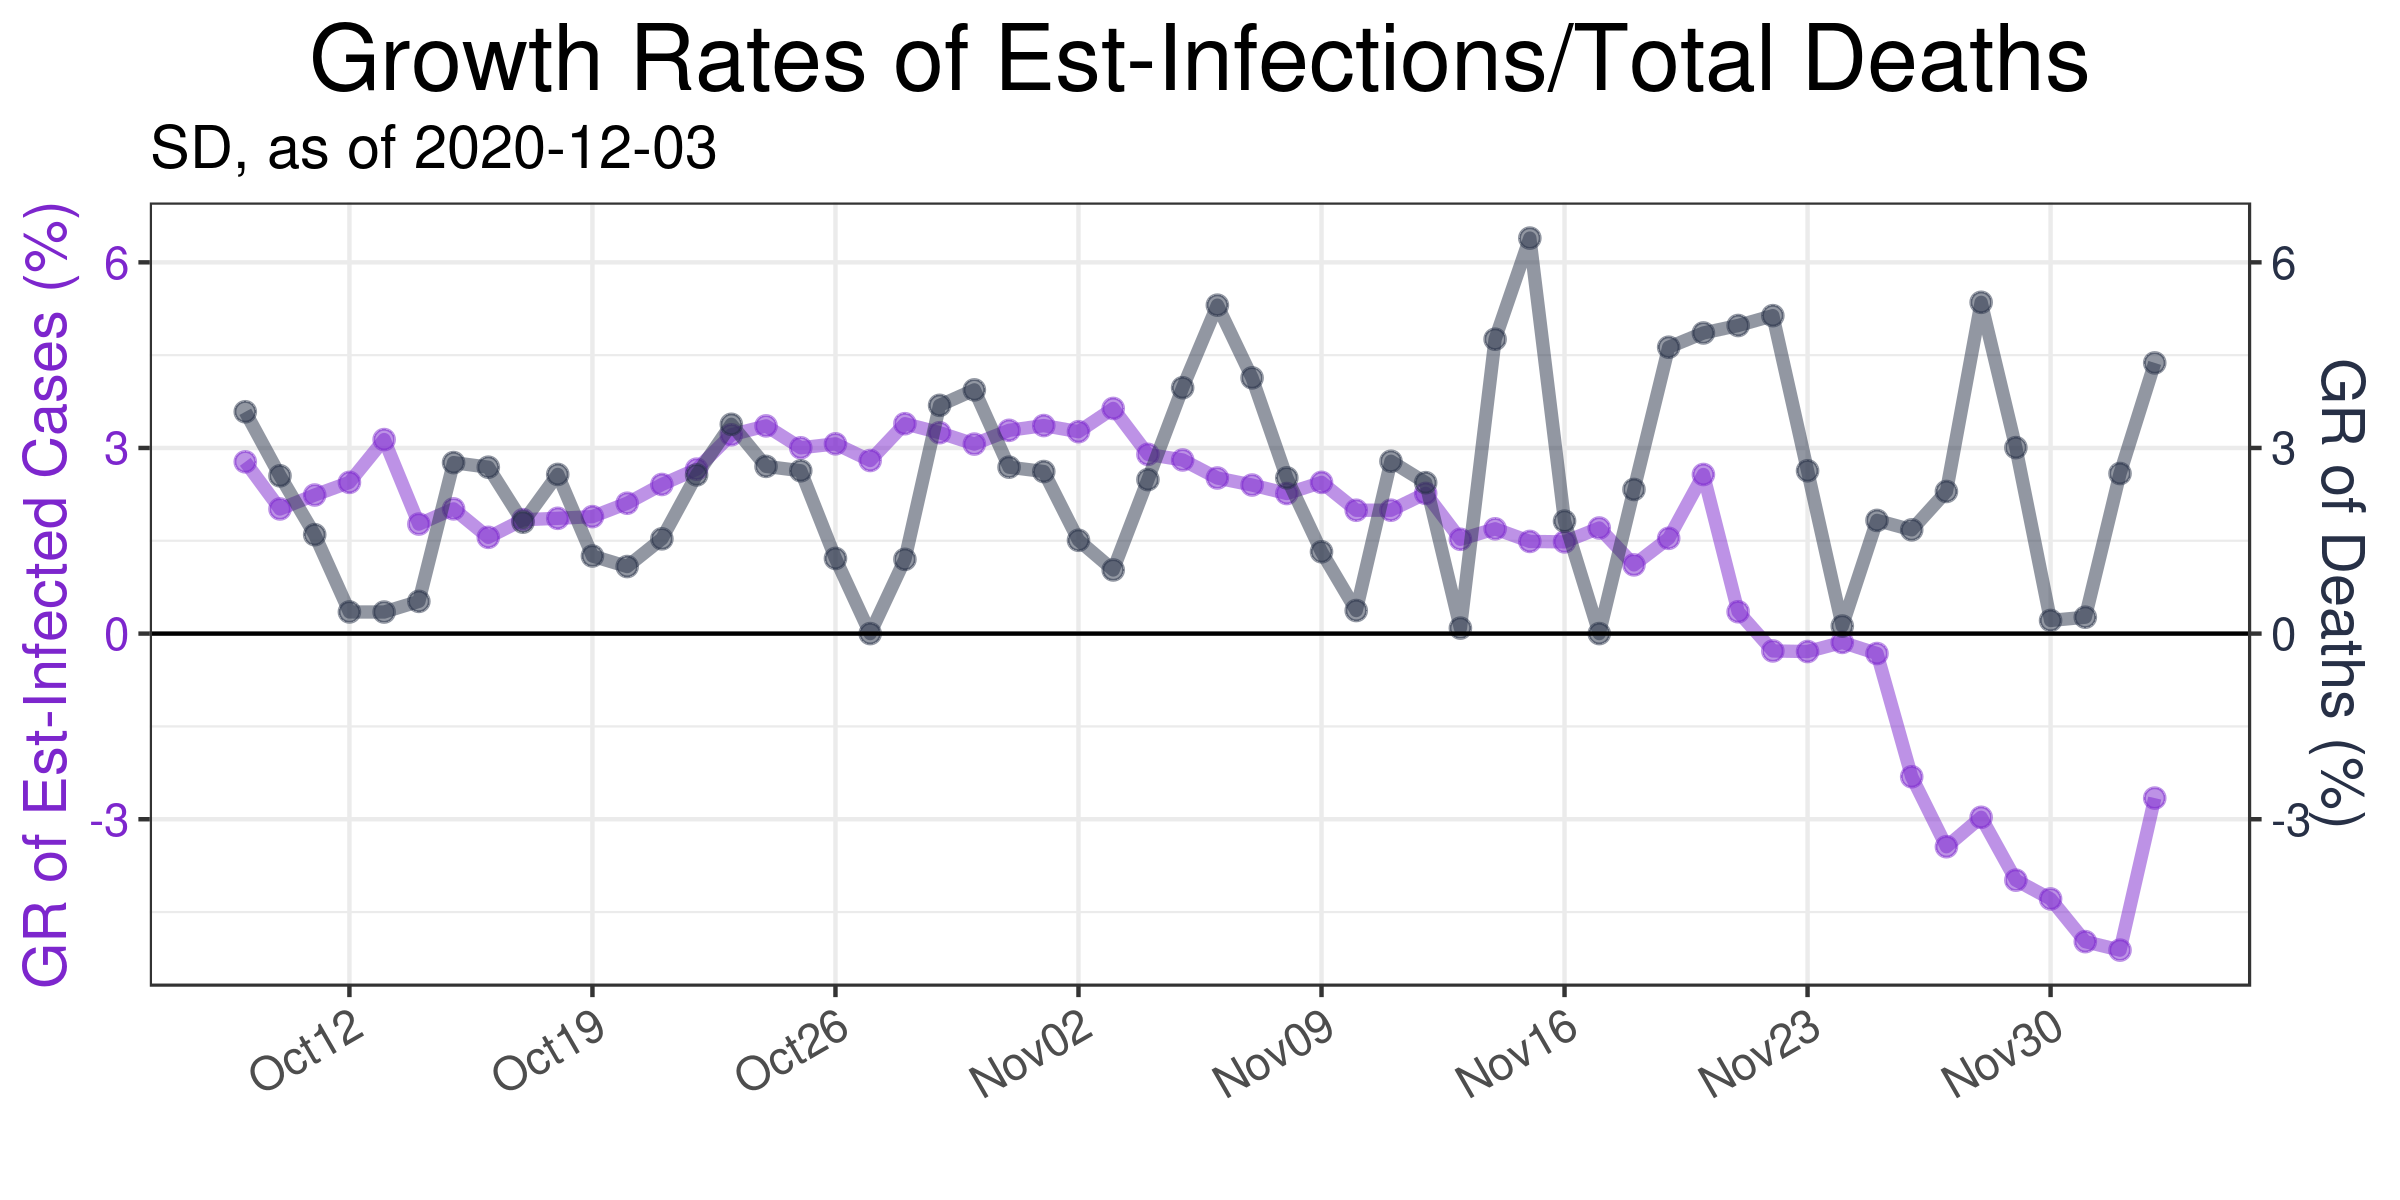 Growth Rates of Est-Infections/Total Deaths
SD, as of 2020-12-03
GR of Est-Infected Cases (%)
6
3
0
-3
6
3
0
-3
GR of Deaths (%)
Oct12
Oct19
Oct26
Nov02
Nov09
Nov16
Nov23
Nov30